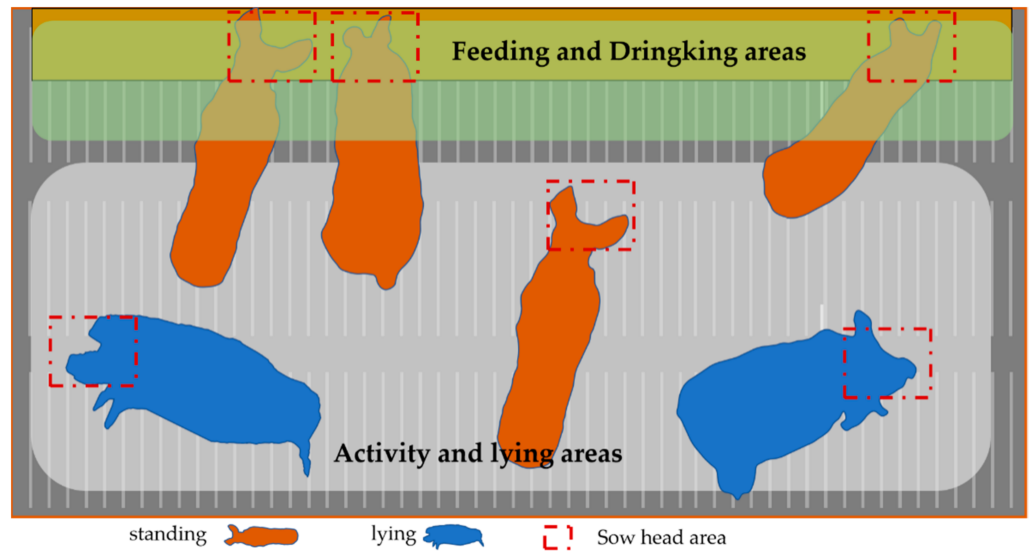 Feeding and Dringking areas
Activity and lying areas
standing lying Sow head area